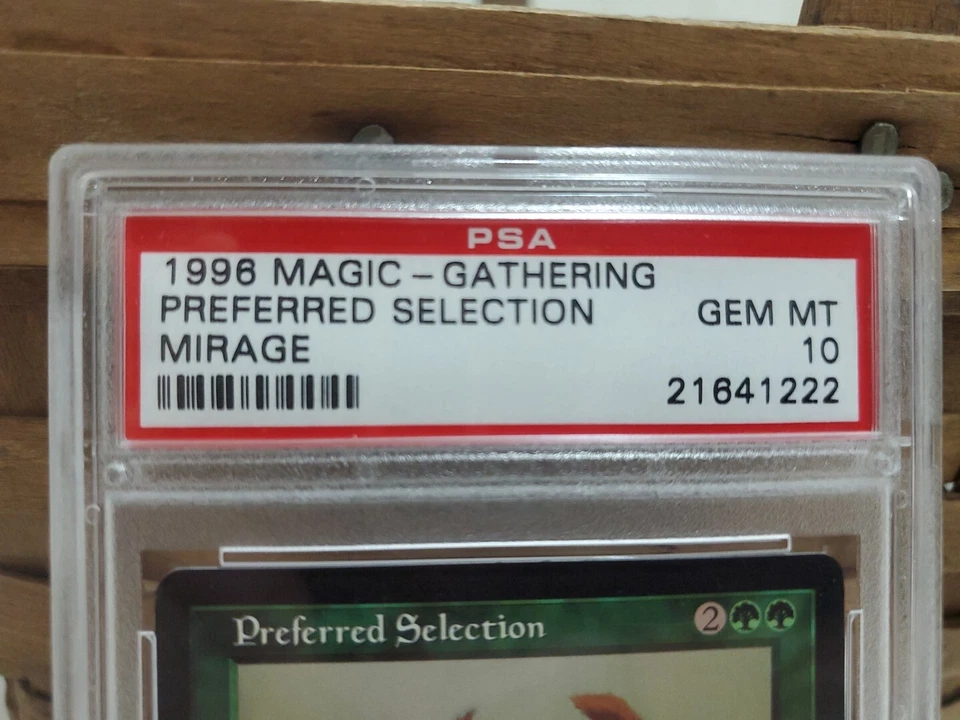 PSA
1996 MAGIC-GATHERING
PREFERRED SELECTION GEM MT
MIRAGE 10
21641222
Preferred Selection 2